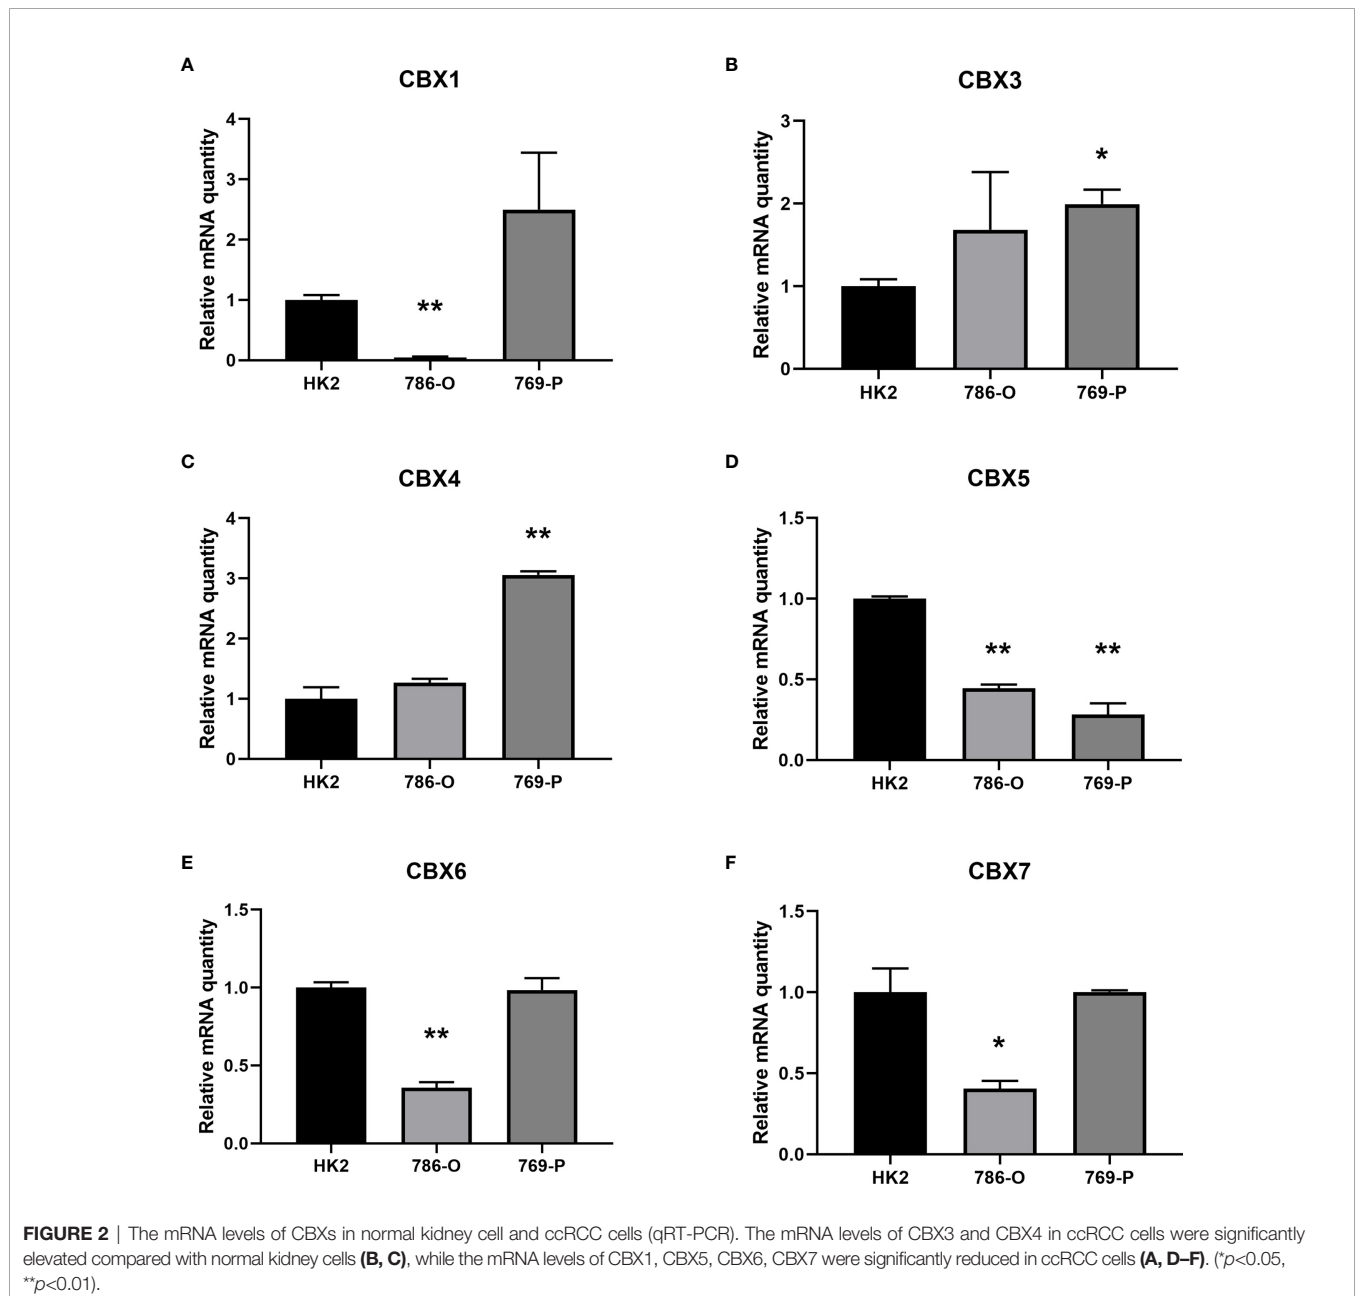 A
CBX1
Relative mRNA quantity
4
3
2
1
0
**
HK2 786-O 769-P
B
CBX3
Relative mRNA quantity
3
2
1
0
*
HK2 786-O 769-P
C
CBX4
Relative mRNA quantity
4
3
2
1
0
**
HK2 786-O 769-P
D
CBX5
Relative mRNA quantity
1.5
1.0
0.5
0.0
** **
HK2 786-O 769-P
E
CBX6
Relative mRNA quantity
1.5
1.0
0.5
0.0
**
HK2 786-O 769-P
F
CBX7
Relative mRNA quantity
1.5
1.0
0.5
0.0
*
HK2 786-O 769-P
FIGURE 2 | The mRNA levels of CBXs in normal kidney cell and ccRCC cells (qRT-PCR). The mRNA levels of CBX3 and CBX4 in ccRCC cells were significantly
elevated compared with normal kidney cells (B, C), while the mRNA levels of CBX1, CBX5, CBX6, CBX7 were significantly reduced in ccRCC cells (A, D–F). (*p<0.05,
**p<0.01).